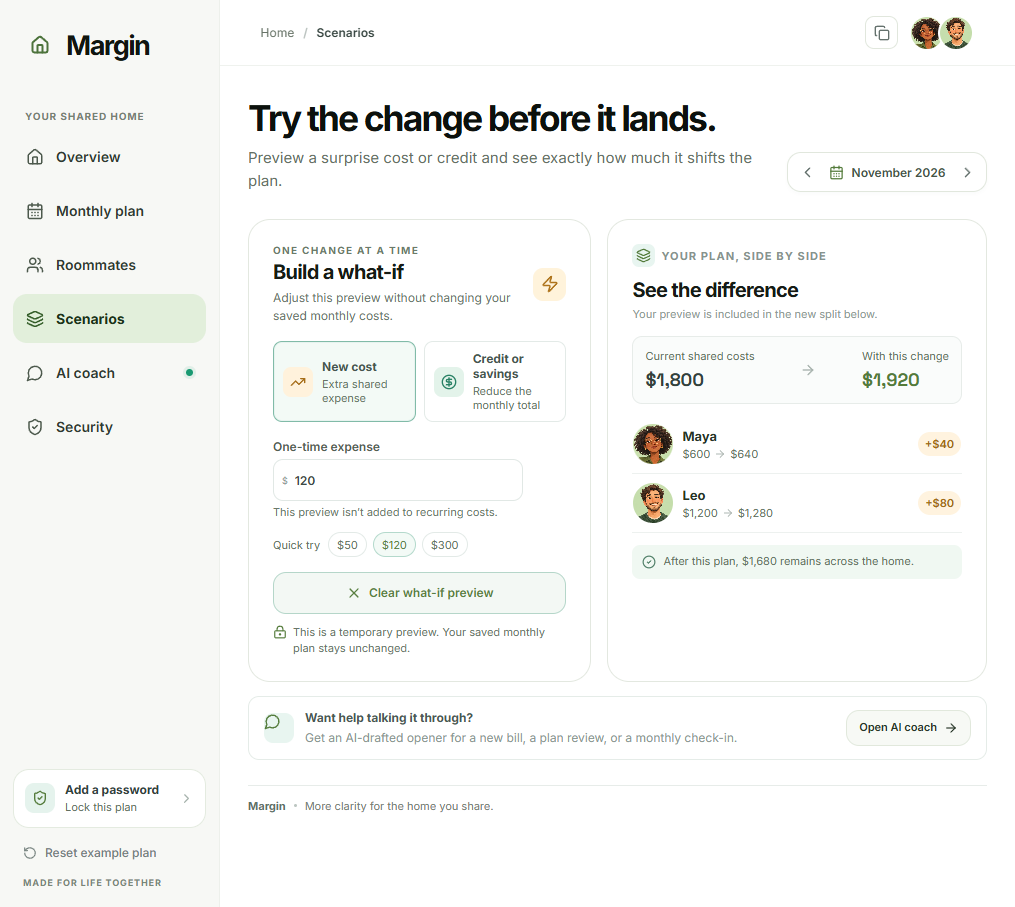 Margin
YOUR SHARED HOME
Overview
Monthly plan
Roommates
Scenarios
AI coach
Security
Add a password
Lock this plan
Reset example plan
MADE FOR LIFE TOGETHER
Home / Scenarios
Try the change before it lands.
Preview a surprise cost or credit and see exactly how much it shifts the
plan.
November 2026
ONE CHANGE AT A TIME
Build a what-if
Adjust this preview without changing your
saved monthly costs.
New cost
Extra shared
expense
Credit or
savings
Reduce the
monthly total
One-time expense
$ 120
This preview isn't added to recurring costs.
Quick try $50 $120 $300
Clear what-if preview
This is a temporary preview. Your saved monthly
plan stays unchanged.
YOUR PLAN, SIDE BY SIDE
See the difference
Your preview is included in the new split below.
Current shared costs
$1,800
→
With this change
$1,920
Maya
$600 → $640
+$40
Leo
$1,200 → $1,280
+$80
After this plan, $1,680 remains across the home.
Want help talking it through?
Get an AI-drafted opener for a new bill, a plan review, or a monthly check-in.
Open AI coach →
Margin • More clarity for the home you share.